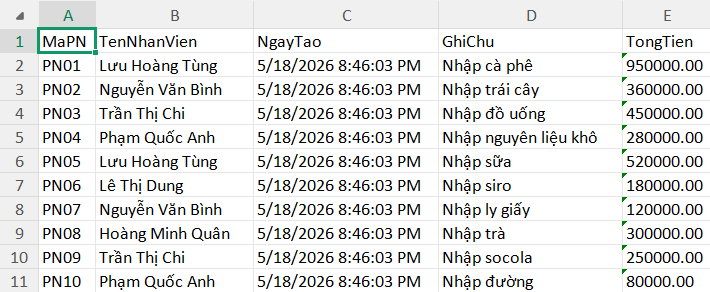 A B C D E
1 MaPN TenNhanVien NgayTao GhiChu TongTien
2 PN01 Lưu Hoàng Tùng 5/18/2026 8:46:03 PM Nhập cà phê 950000.00
3 PN02 Nguyễn Văn Bình 5/18/2026 8:46:03 PM Nhập trái cây 360000.00
4 PN03 Trần Thị Chi 5/18/2026 8:46:03 PM Nhập đồ uống 450000.00
5 PN04 Phạm Quốc Anh 5/18/2026 8:46:03 PM Nhập nguyên liệu khô 280000.00
6 PN05 Lưu Hoàng Tùng 5/18/2026 8:46:03 PM Nhập sữa 520000.00
7 PN06 Lê Thị Dung 5/18/2026 8:46:03 PM Nhập siro 180000.00
8 PN07 Nguyễn Văn Bình 5/18/2026 8:46:03 PM Nhập ly giấy 120000.00
9 PN08 Hoàng Minh Quân 5/18/2026 8:46:03 PM Nhập trà 300000.00
10 PN09 Trần Thị Chi 5/18/2026 8:46:03 PM Nhập socola 250000.00
11 PN10 Phạm Quốc Anh 5/18/2026 8:46:03 PM Nhập đường 80000.00